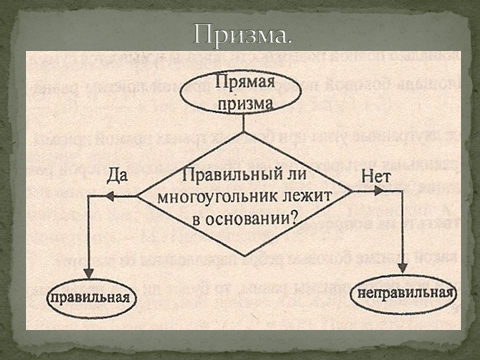 Призма.
Прямая
призма
Да
Правильный ли
многоугольник лежит
в основании?
Нет
правильная
неправильная